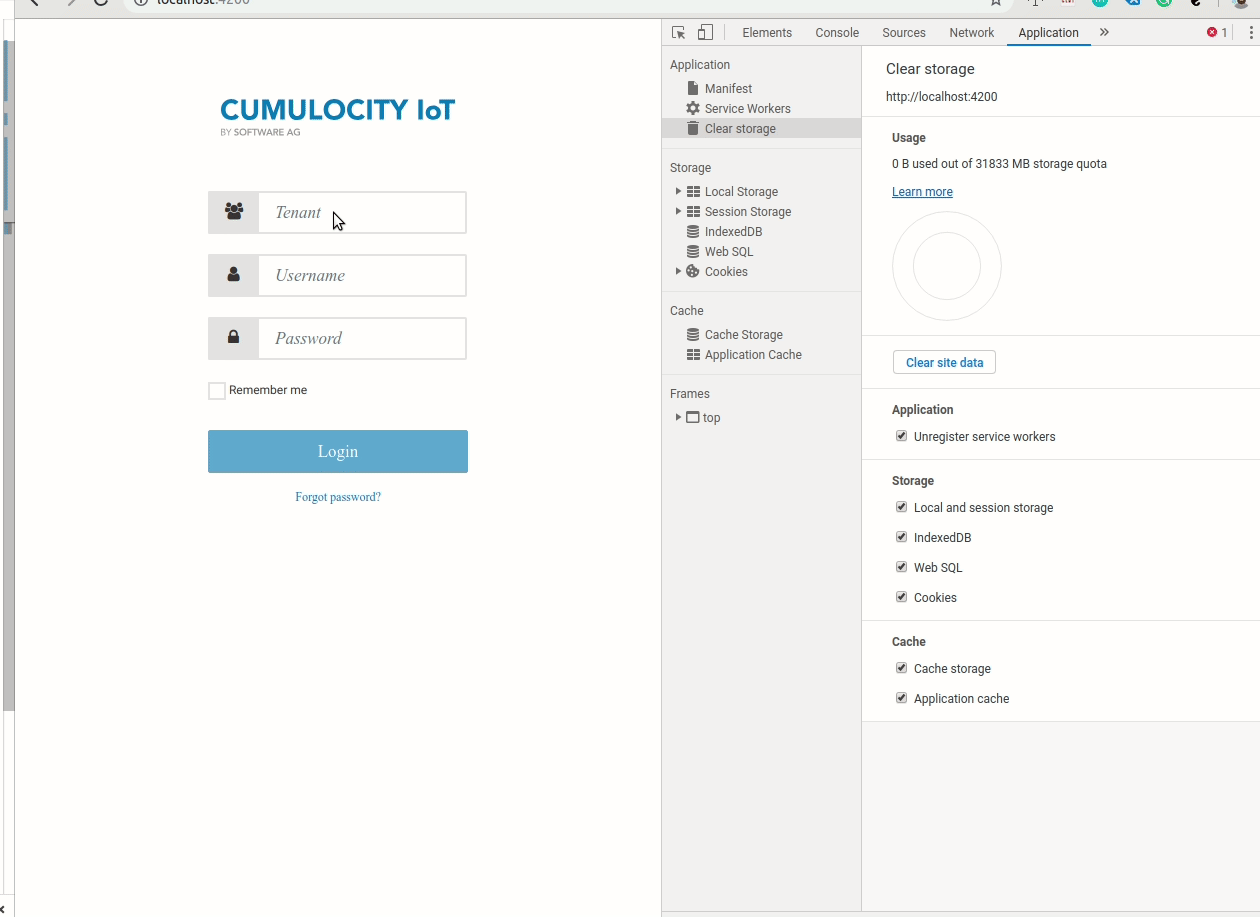 localhost:4200
Elements
Console
Sources
Network
Application
1
CUMULOCITY IoT
BY SOFTWARE AG
Tenant
Username
Password
Remember me
Login
Forgot password?
Application
Manifest
Service Workers
Clear storage
Storage
Local Storage
Session Storage
IndexedDB
Web SQL
Cookies
Cache
Cache Storage
Application Cache
Frames
top
Clear storage
http://localhost:4200
Usage
0 B used out of 31833 MB storage quota
Learn more
Clear site data
Application
Unregister service workers
Storage
Local and session storage
IndexedDB
Web SQL
Cookies
Cache
Cache storage
Application cache